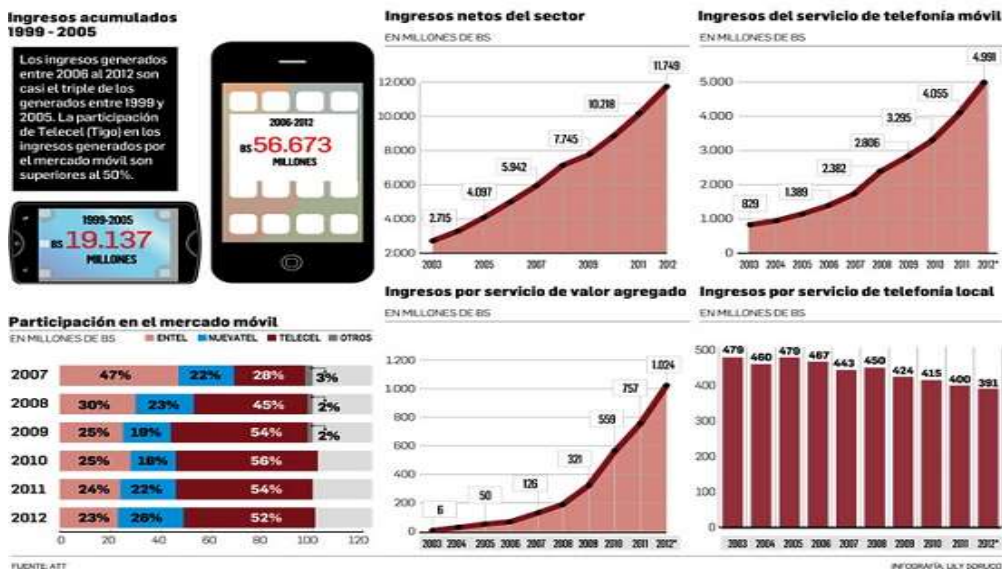 Ingresos acumulados
1999 - 2005
Los ingresos generados
entre 2006 al 2012 son
casi el triple de los
generados entre 1999 y
2005. La participación
de Telecel (Tigo) en los
ingresos generados por
el mercado móvil son
superiores al 50%.
2006-2012
BS 56.673
MILLONES
1999-2005
BS 19.137
MILLONES
Ingresos netos del sector
EN MILLONES DE BS
12.000
10.000
8.000
6.000
4.000
2.000
2.715
4.097
5.942
7.745
10.218
11.749
2003 2005 2007 2009 2011 2012
Ingresos del servicio de telefonía móvil
EN MILLONES DE BS
5.000
4.000
3.000
2.000
1.000
0
829
1.389
2.382
2.806
3.295
4.055
4.991
2003 2004 2005 2006 2007 2008 2009 2010 2011 2012*
Participación en el mercado móvil
EN MILLONES DE BS ENTEL NUEVATEL TELECEL OTROS
2007 47% 22% 28% 3%
2008 30% 23% 45% 2%
2009 25% 19% 54% 2%
2010 25% 18% 56%
2011 24% 22% 54%
2012 23% 26% 52%
0 20 40 60 80 100 120
Ingresos por servicio de valor agregado
EN MILLONES DE BS
1200
1.000
800
600
400
200
0
6
50
126
321
559
757
1.024
2003 2004 2005 2006 2007 2008 2009 2010 2011 2012*
Ingresos por servicio de telefonía local
EN MILLONES DE BS
500
400
300
200
100
0
479 460 479 467 443 450 424 415 400 391
2004 2005 2006 2007 2008 2009 2010 2011 2012*
FUENTE: ATT
INFOGRAFÍA: LILY SORUCO